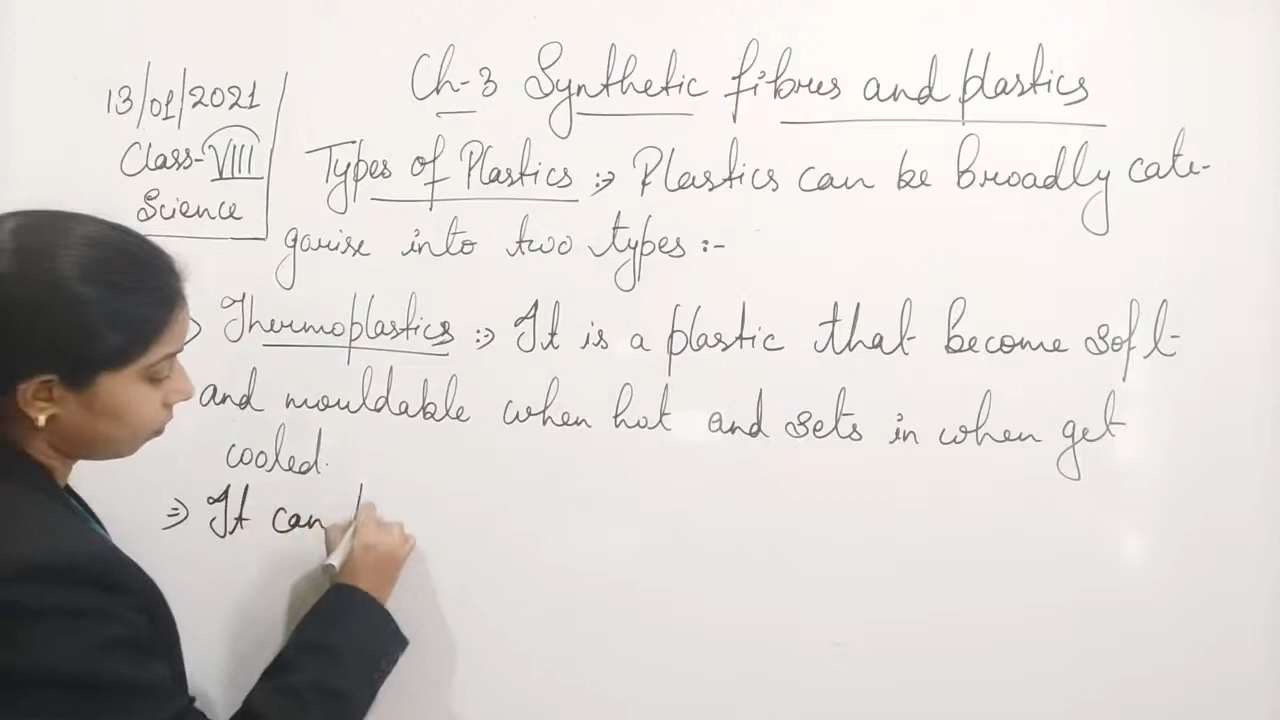 13/01/2021
Class-VIII
Science
Ch-3 Synthetic fibres and plastics
Types of Plastics :⇒ Plastics can be broadly cate-
gorise into two types :-
Thermoplastics :⇒ It is a plastic that become soft
and mouldable when hot and sets in when get
cooled.
⇒ It can